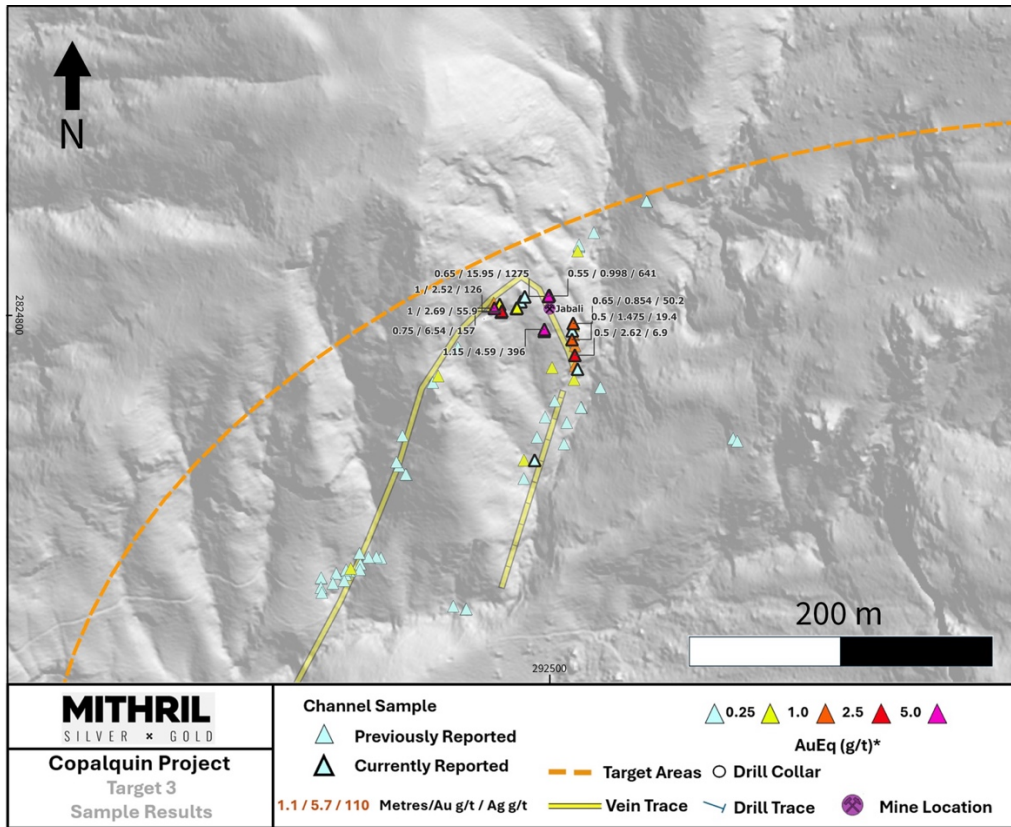 N
0.65 / 15.95 / 1275
0.55 / 0.998 / 641
1 / 2.52 / 126
0.65 / 0.854 / 50.2
Jabali
1 / 2.69 / 55.9
0.5 / 1.475 / 19.4
2824800
0.75 / 6.54 / 157
0.5 / 2.62 / 6.9
1.15 / 4.59 / 396
200 m
292500
MITHRIL
SILVER × GOLD
Copalquin Project
Target 3
Sample Results
Channel Sample
Previously Reported
Currently Reported
1.1 / 5.7 / 110 Metres/Au g/t / Ag g/t
0.25 1.0 2.5 5.0
AuEq (g/t)*
Target Areas
Drill Collar
Vein Trace
Drill Trace
Mine Location